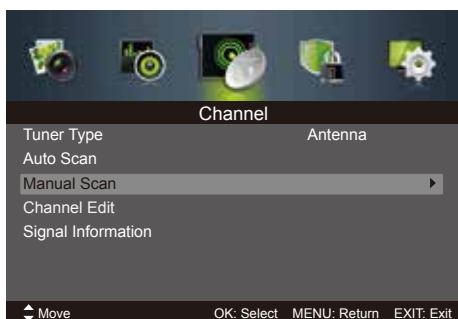 Channel
Tuner Type Antenna
Auto Scan
Manual Scan
Channel Edit
Signal Information
Move OK: Select MENU: Return EXIT: Exit